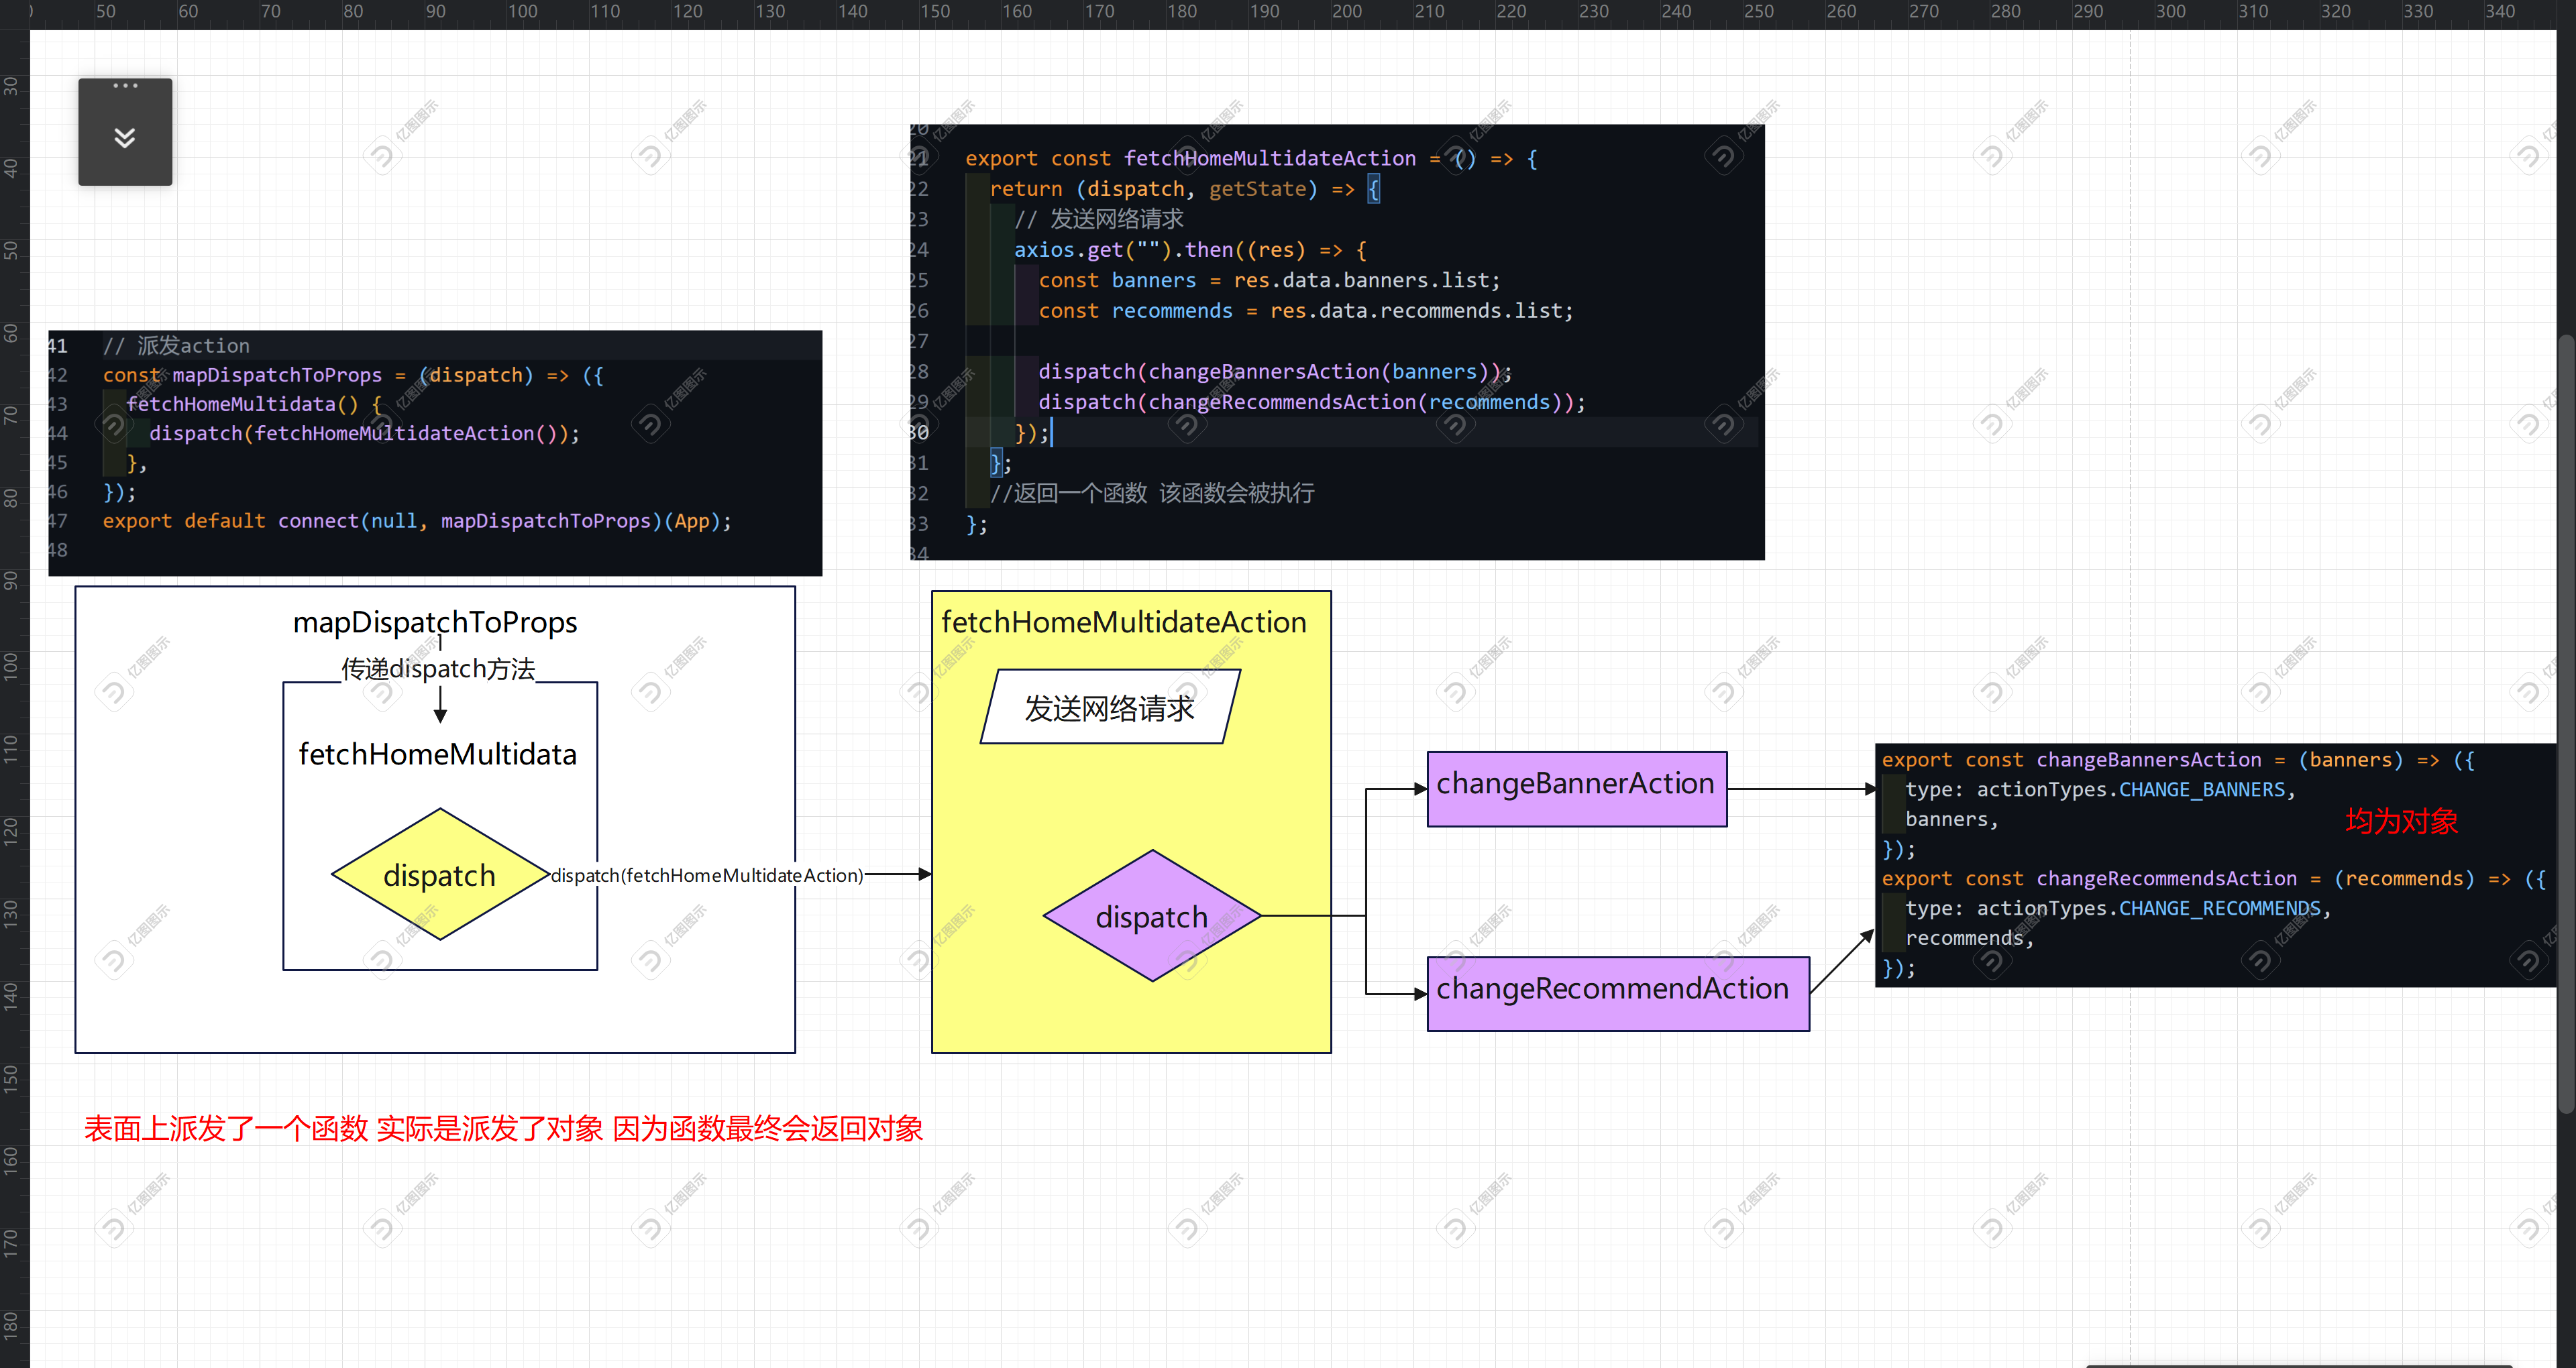 50 60 70 80 90 100 110 120 130 140 150 160 170 180 190 200 210 220 230 240 250 260 270 280 290 300 310 320 330 340
30
40
50
60
70
80
90
100
110
120
130
140
150
160
170
180
41 // 派发action
42 const mapDispatchToProps = (dispatch) => ({
43 fetchHomeMultidata() {
44 dispatch(fetchHomeMultidateAction());
45 },
46 });
47 export default connect(null, mapDispatchToProps)(App);
48
20
21 export const fetchHomeMultidateAction = () => {
22 return (dispatch, getState) => {
23 // 发送网络请求
24 axios.get("").then((res) => {
25 const banners = res.data.banners.list;
26 const recommends = res.data.recommends.list;
27
28 dispatch(changeBannersAction(banners));
29 dispatch(changeRecommendsAction(recommends));
30 });
31 };
32 //返回一个函数 该函数会被执行
33 };
34
mapDispatchToProps
传递dispatch方法
fetchHomeMultidata
dispatch
dispatch(fetchHomeMultidateAction)
fetchHomeMultidateAction
发送网络请求
dispatch
changeBannerAction
changeRecommendAction
export const changeBannersAction = (banners) => ({
type: actionTypes.CHANGE_BANNERS,
banners,
});
均为对象
export const changeRecommendsAction = (recommends) => ({
type: actionTypes.CHANGE_RECOMMENDS,
recommends,
});
表面上派发了一个函数 实际是派发了对象 因为函数最终会返回对象
亿图图示